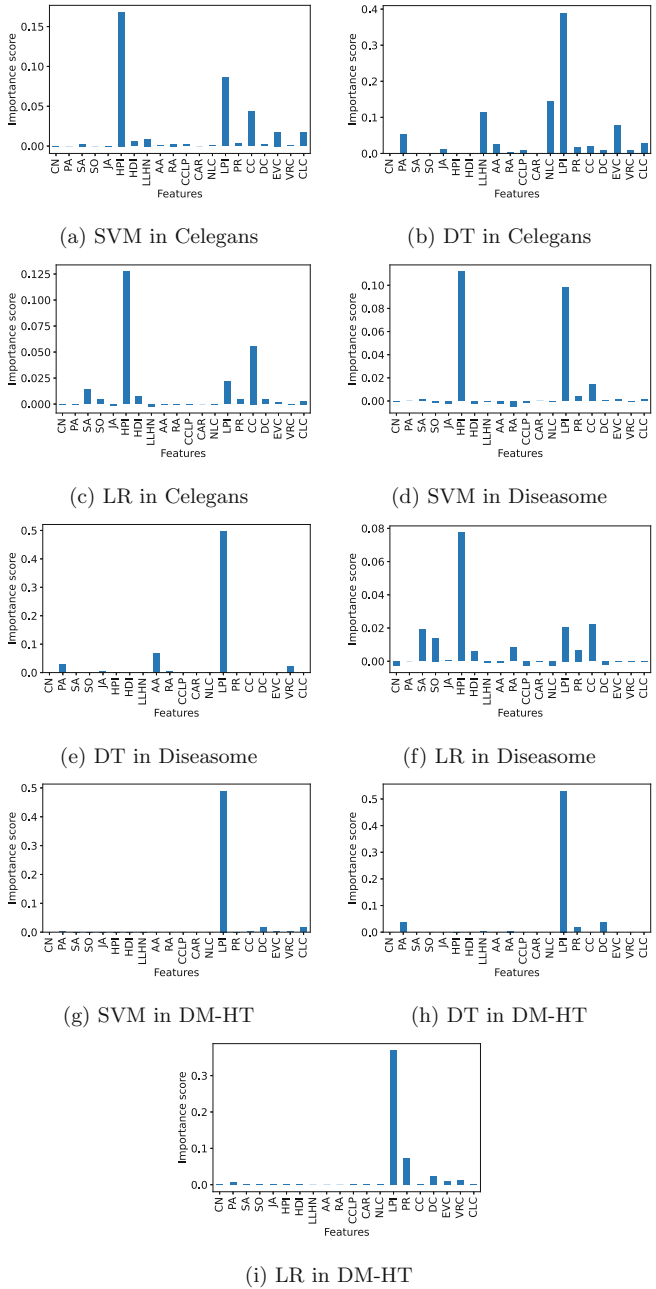 Importance score
0.15
0.10
0.05
0.00
CN PA SA SO JA HPI HDI LLHN AA RA CCLP CAR NLC LPI PR CC DC EVC VRC CLC
Features
(a) SVM in Celegans
Importance score
0.4
0.3
0.2
0.1
0.0
CN PA SA SO JA HPI HDI LLHN AA RA CCLP CAR NLC LPI PR CC DC EVC VRC CLC
Features
(b) DT in Celegans
Importance score
0.125
0.100
0.075
0.050
0.025
0.000
CN PA SA SO JA HPI HDI LLHN AA RA CCLP CAR NLC LPI PR CC DC EVC VRC CLC
Features
(c) LR in Celegans
Importance score
0.10
0.08
0.06
0.04
0.02
0.00
CN PA SA SO JA HPI HDI LLHN AA RA CCLP CAR NLC LPI PR CC DC EVC VRC CLC
Features
(d) SVM in Diseasome
Importance score
0.5
0.4
0.3
0.2
0.1
0.0
CN PA SA SO JA HPI HDI LLHN AA RA CCLP CAR NLC LPI PR CC DC EVC VRC CLC
Features
(e) DT in Diseasome
Importance score
0.08
0.06
0.04
0.02
0.00
CN PA SA SO JA HPI HDI LLHN AA RA CCLP CAR NLC LPI PR CC DC EVC VRC CLC
Features
(f) LR in Diseasome
Importance score
0.5
0.4
0.3
0.2
0.1
0.0
CN PA SA SO JA HPI HDI LLHN AA RA CCLP CAR NLC LPI PR CC DC EVC VRC CLC
Features
(g) SVM in DM-HT
Importance score
0.5
0.4
0.3
0.2
0.1
0.0
CN PA SA SO JA HPI HDI LLHN AA RA CCLP CAR NLC LPI PR CC DC EVC VRC CLC
Features
(h) DT in DM-HT
Importance score
0.3
0.2
0.1
0.0
CN PA SA SO JA HPI HDI LLHN AA RA CCLP CAR NLC LPI PR CC DC EVC VRC CLC
Features
(i) LR in DM-HT